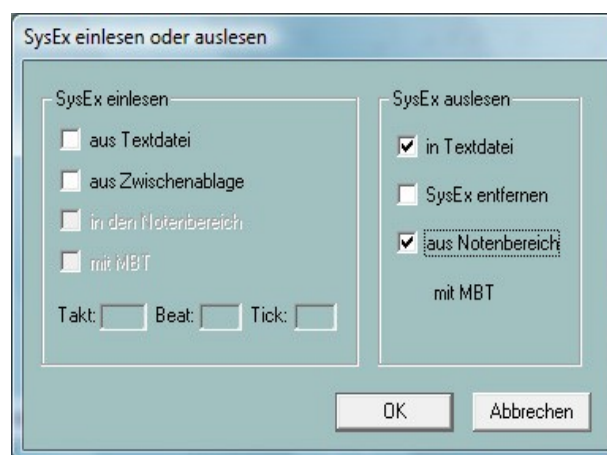 SysEx einlesen oder auslesen
SysEx einlesen
aus Textdatei
aus Zwischenablage
in den Notenbereich
mit MBT
Takt: Beat: Tick:
SysEx auslesen
in Textdatei
SysEx entfernen
aus Notenbereich
mit MBT
OK Abbrechen